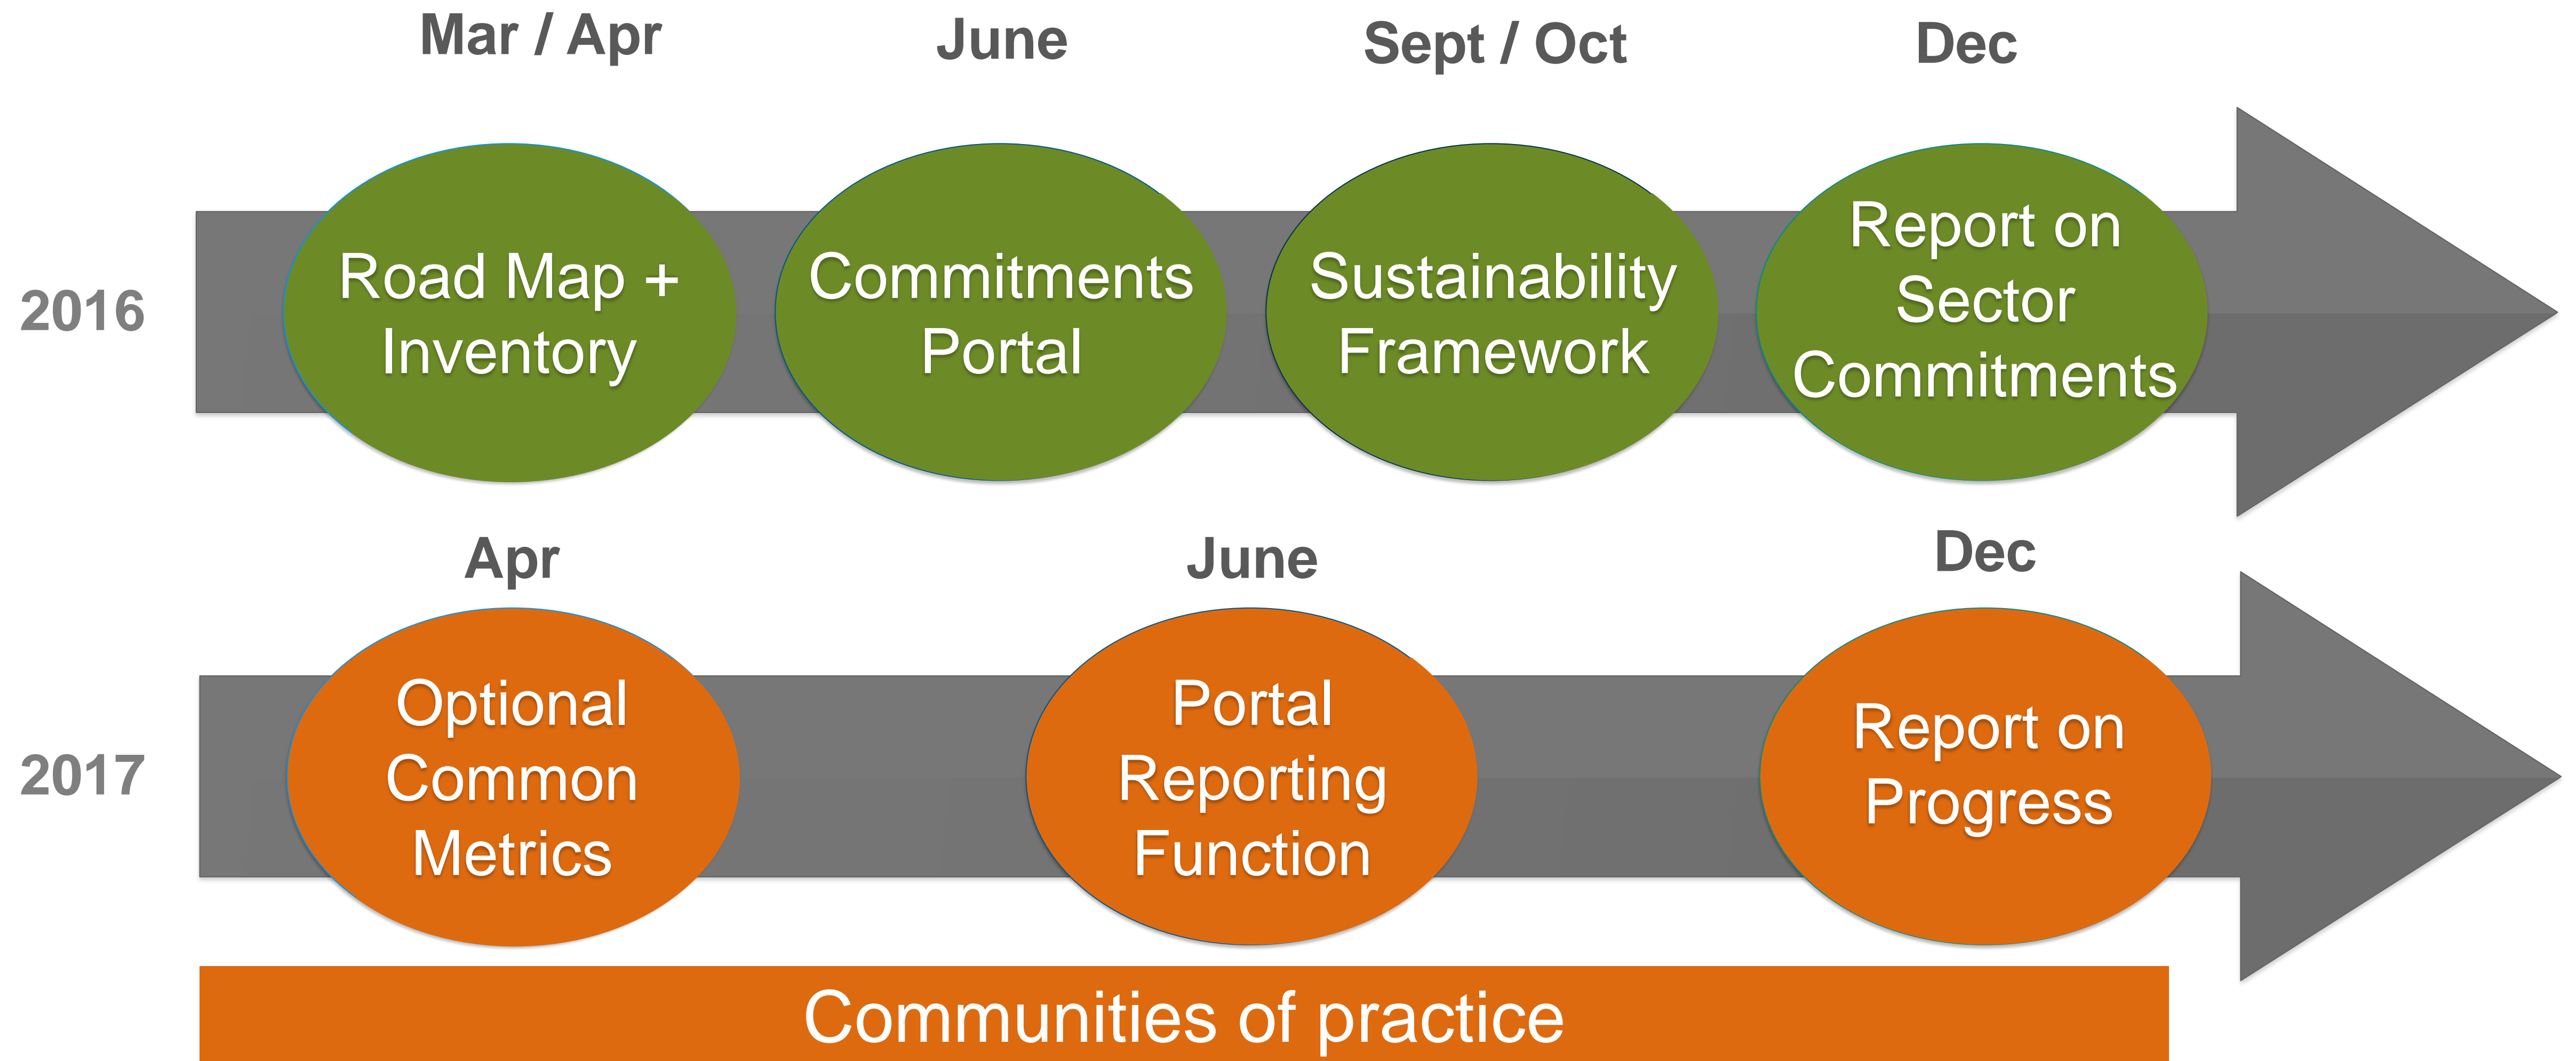 Mar / Apr
June
Sept / Oct
Dec
2016
Road Map +
Inventory
Commitments
Portal
Sustainability
Framework
Report on
Sector
Commitments
Apr
June
Dec
2017
Optional
Common
Metrics
Portal
Reporting
Function
Report on
Progress
Communities of practice